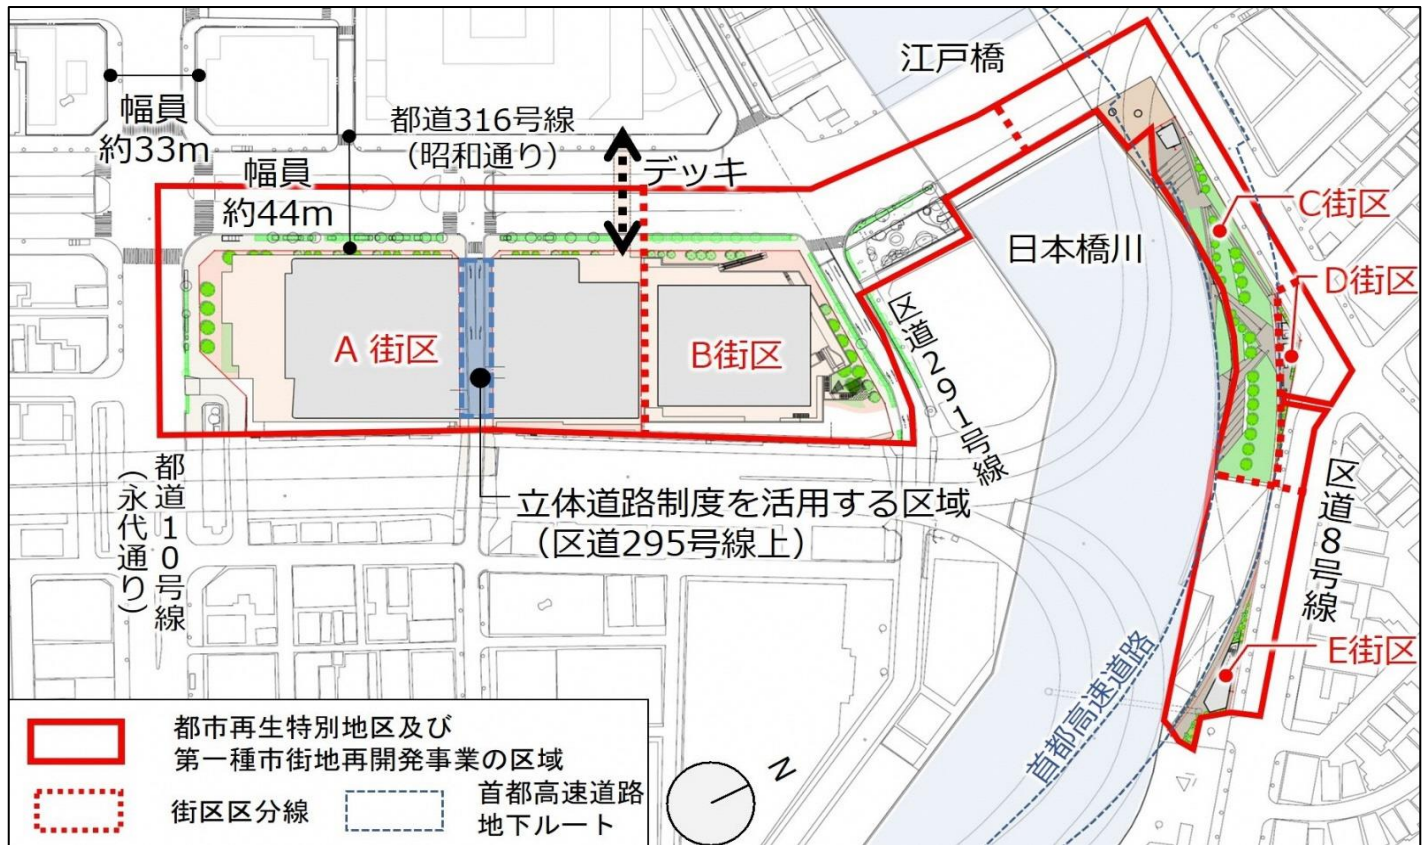 江戸橋
幅員
約33m
都道316号線
（昭和通り）
デッキ
幅員
約44m
C街区
日本橋川
D街区
A 街区
B街区
区道291号線
都道10号線
（永代通り）
立体道路制度を活用する区域
（区道295号線上）
区道8号線
E街区
首都高速道路
都市再生特別地区及び
第一種市街地再開発事業の区域
街区区分線
首都高速道路
地下ルート
N